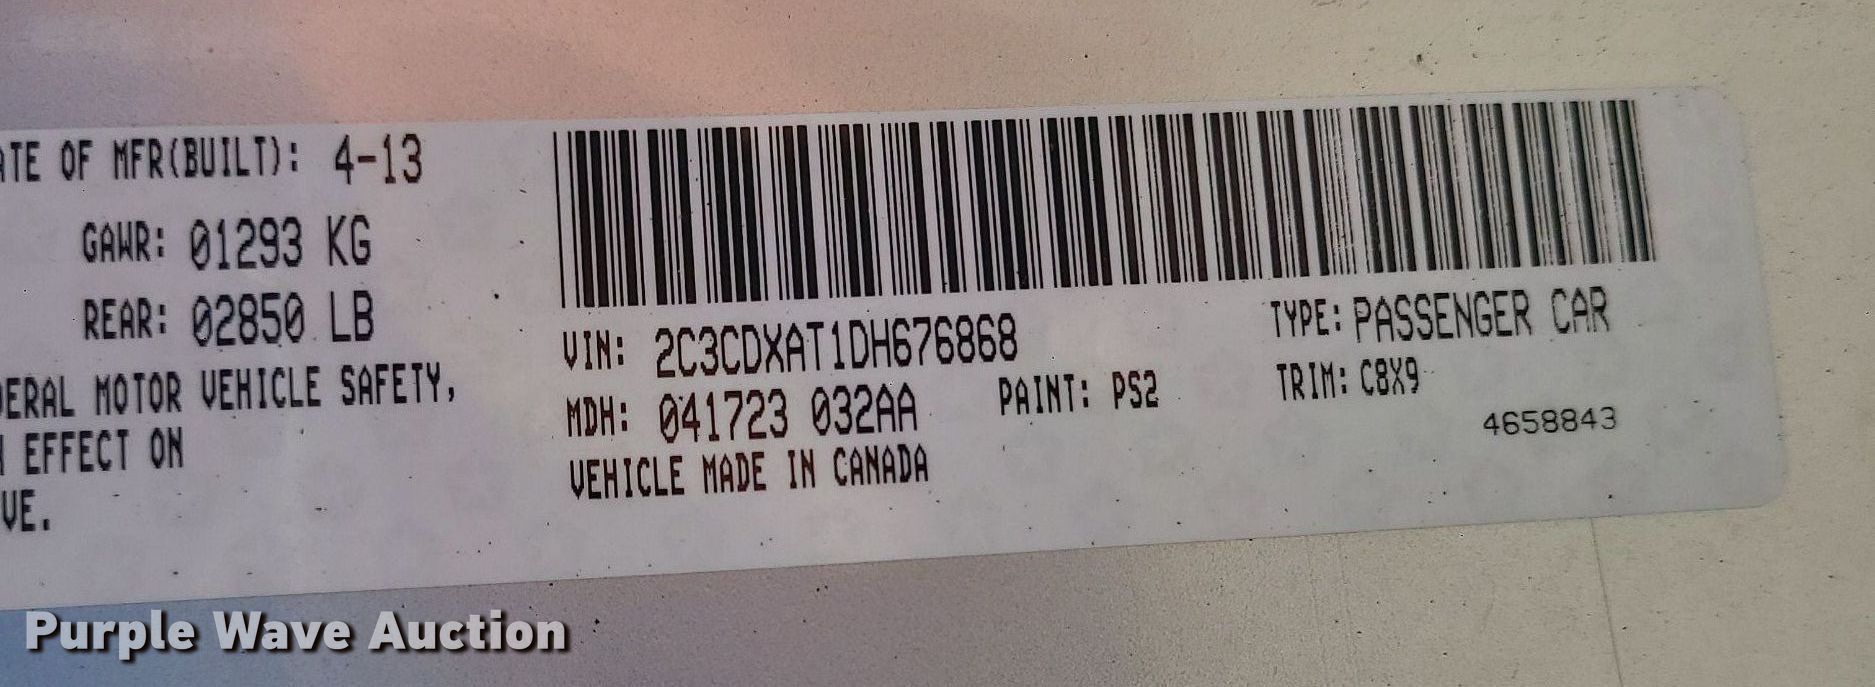 ATE OF MFR(BUILT): 4-13
GAWR: 01293 KG
REAR: 02850 LB
DERAL MOTOR VEHICLE SAFETY,
N EFFECT ON
VE.
VIN: 2C3CDXAT1DH676868
TYPE: PASSENGER CAR
MDH: 041723 032AA
PAINT: PS2
TRIM: C8X9
VEHICLE MADE IN CANADA
4658843
Purple Wave Auction